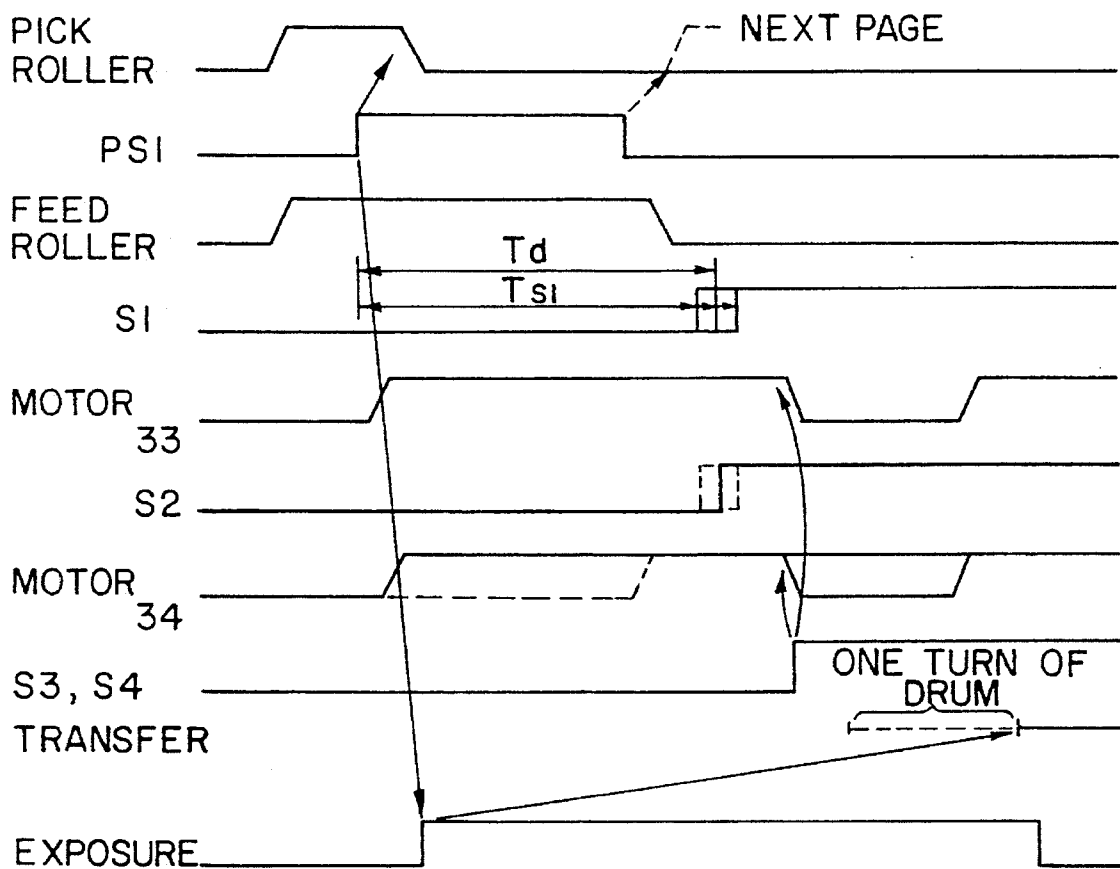 PICK
ROLLER
NEXT PAGE
PS1
FEED
ROLLER
Td
TS1
S1
MOTOR
33
S2
MOTOR
34
S3, S4
ONE TURN OF
DRUM
TRANSFER
EXPOSURE